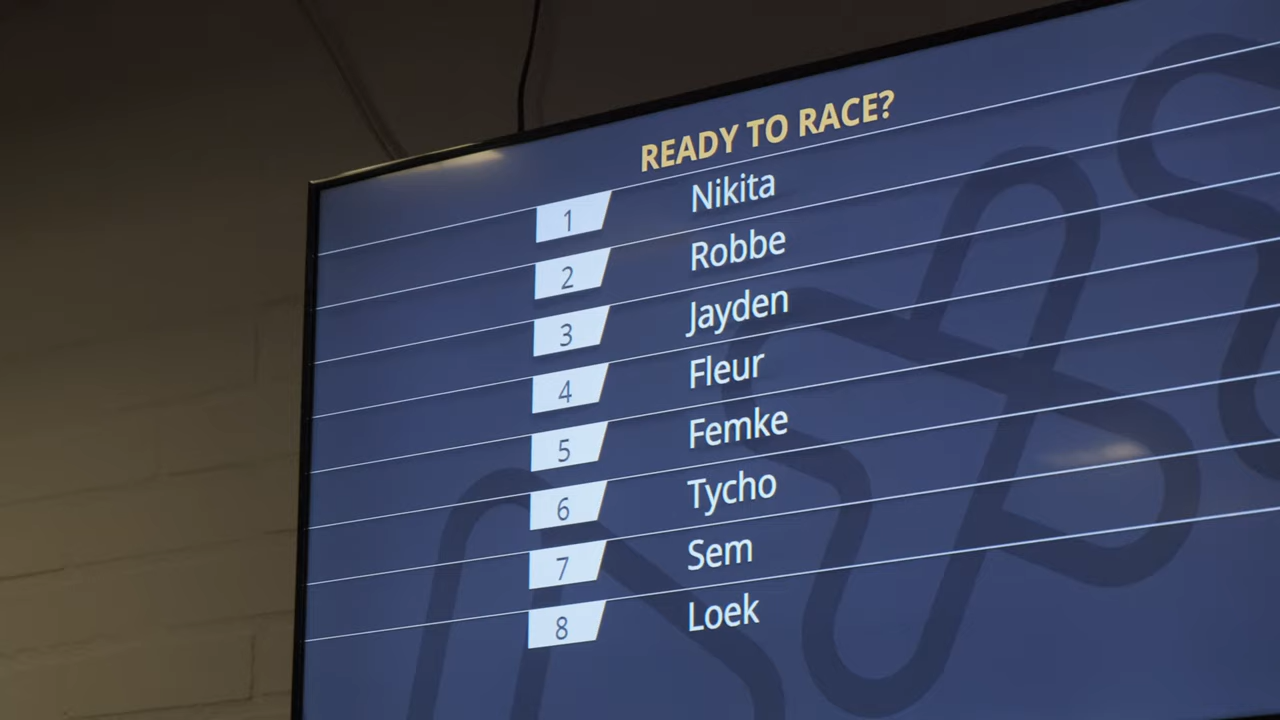 READY TO RACE?
1 Nikita
2 Robbe
3 Jayden
4 Fleur
5 Femke
6 Tycho
7 Sem
8 Loek